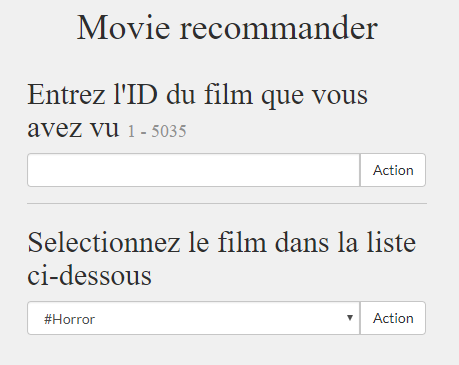 Movie recommander
Entrez l'ID du film que vous
avez vu 1 - 5035
Action
Selectionnez le film dans la liste
ci-dessous
#Horror
Action